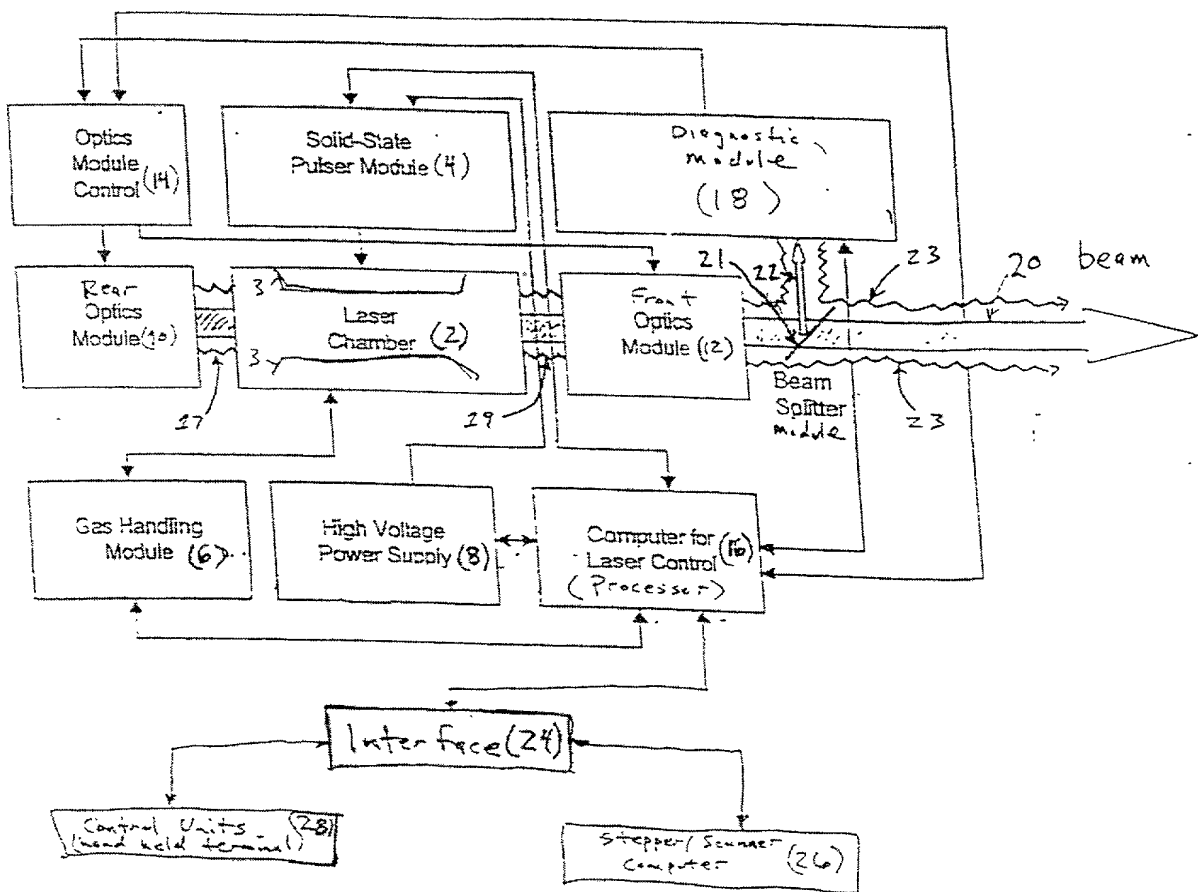 Optics
Module
Control (14)
Solid-State
Pulser Module (4)
Diagnostic
module
(18)
Rear
Optics
Module (10)
3
Laser
Chamber (2)
3
Front
Optics
Module (12)
21
22
23
20 beam
Beam
Splitter
module
23
27
29
Gas Handling
Module (6)
High Voltage
Power Supply (8)
Computer for
Laser Control (16)
(Processor)
Interface (24)
Control Units (28)
(hand held terminal)
Stepper/Scanner
Computer (26)